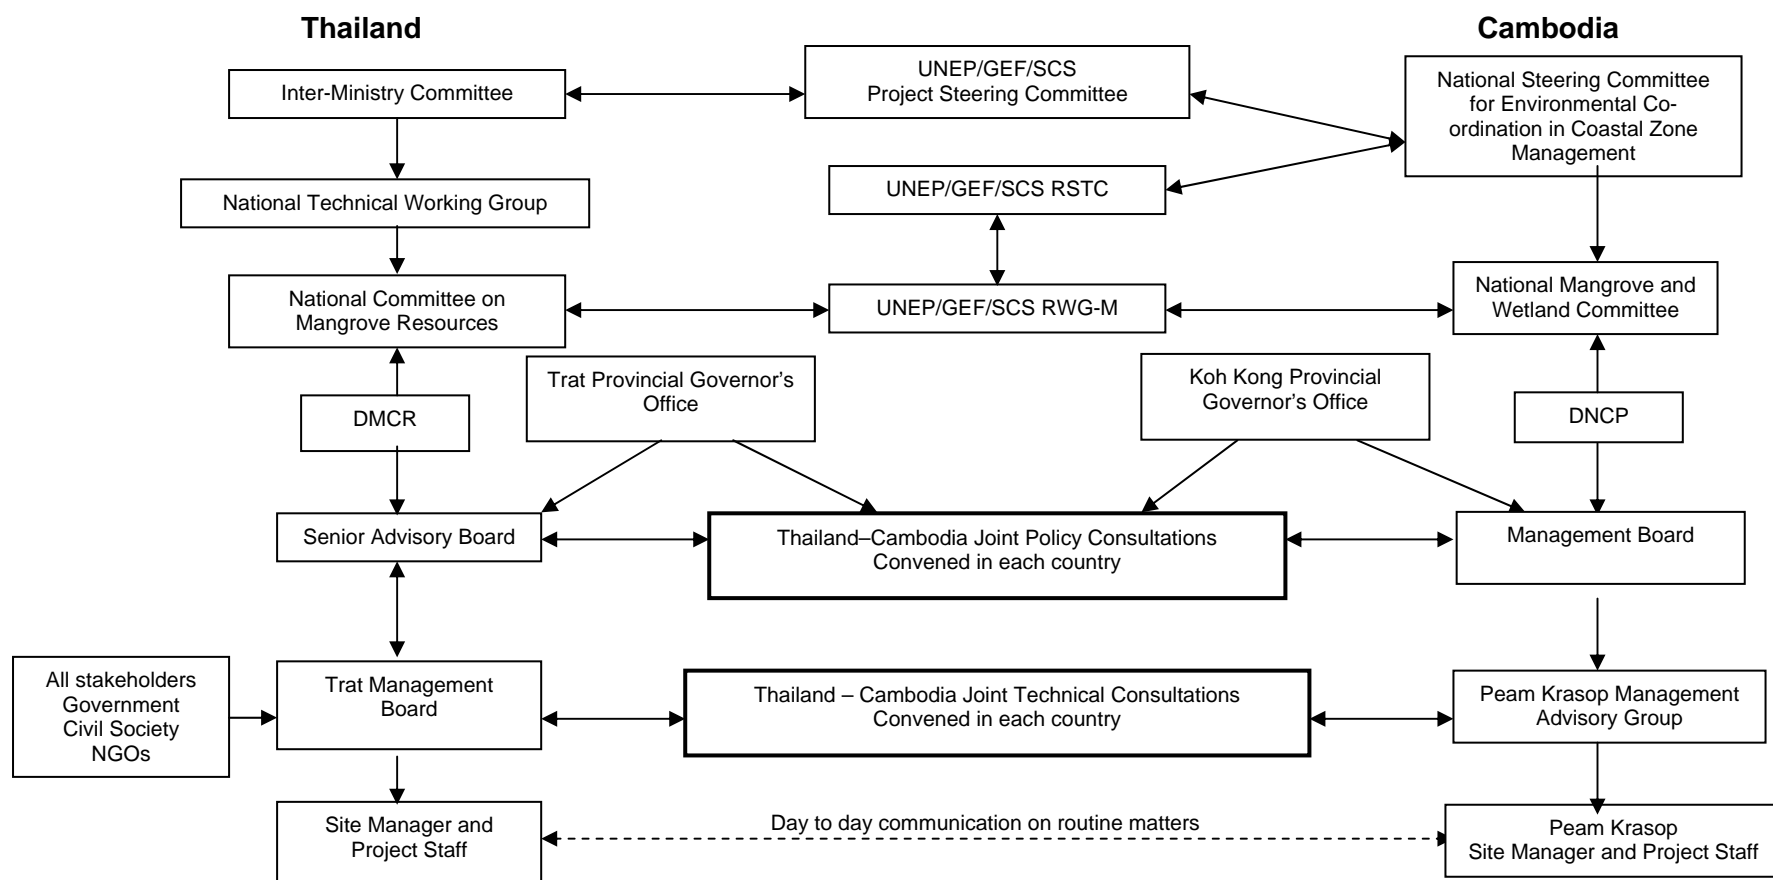 Thailand
Cambodia
Inter-Ministry Committee
UNEP/GEF/SCS
Project Steering Committee
National Steering Committee
for Environmental Co-
ordination in Coastal Zone
Management
National Technical Working Group
UNEP/GEF/SCS RSTC
National Committee on
Mangrove Resources
UNEP/GEF/SCS RWG-M
National Mangrove and
Wetland Committee
DMCR
Trat Provincial Governor's
Office
Koh Kong Provincial
Governor's Office
DNCP
Senior Advisory Board
Thailand–Cambodia Joint Policy Consultations
Convened in each country
Management Board
All stakeholders
Government
Civil Society
NGOs
Trat Management
Board
Thailand – Cambodia Joint Technical Consultations
Convened in each country
Peam Krasop Management
Advisory Group
Site Manager and
Project Staff
Day to day communication on routine matters
Peam Krasop
Site Manager and Project Staff